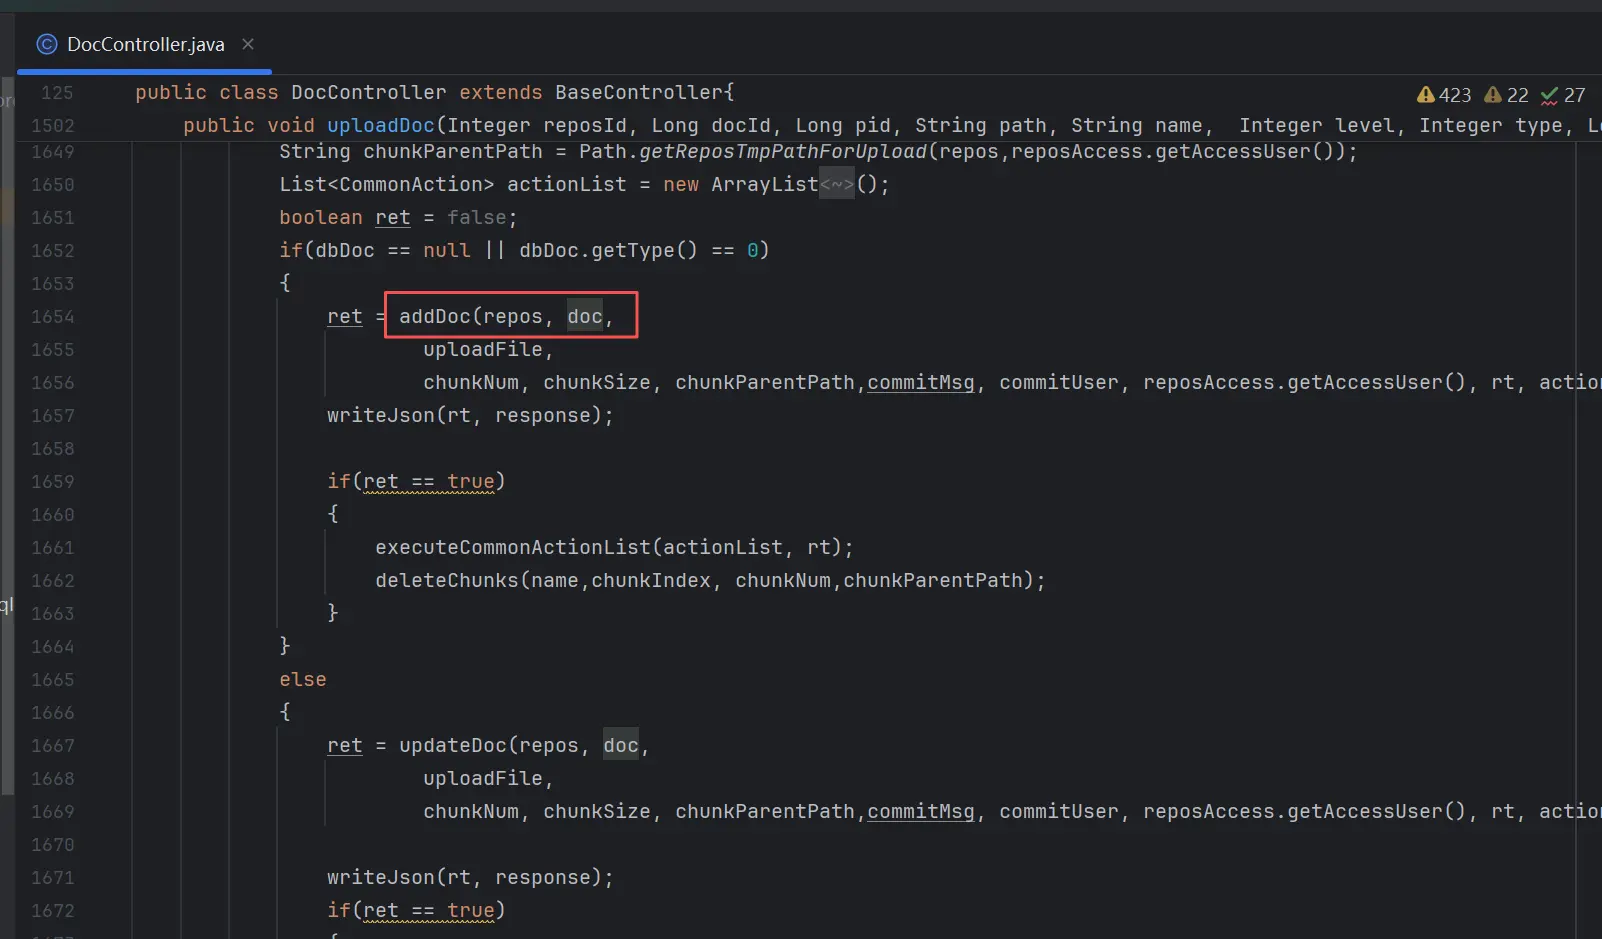 DocController.java
125 public class DocController extends BaseController{
423 22 27
1502 public void uploadDoc(Integer reposId, Long docId, Long pid, String path, String name, Integer level, Integer type, Lo
1649 String chunkParentPath = Path.getReposTmpPathForUpload(repos,reposAccess.getAccessUser());
1650 List<CommonAction> actionList = new ArrayList<~>();
1651 boolean ret = false;
1652 if(dbDoc == null || dbDoc.getType() == 0)
1653 {
1654 ret = addDoc(repos, doc,
1655 uploadFile,
1656 chunkNum, chunkSize, chunkParentPath,commitMsg, commitUser, reposAccess.getAccessUser(), rt, action
1657 writeJson(rt, response);
1658
1659 if(ret == true)
1660 {
1661 executeCommonActionList(actionList, rt);
1662 deleteChunks(name,chunkIndex, chunkNum,chunkParentPath);
1663 }
1664 }
1665 else
1666 {
1667 ret = updateDoc(repos, doc,
1668 uploadFile,
1669 chunkNum, chunkSize, chunkParentPath,commitMsg, commitUser, reposAccess.getAccessUser(), rt, action
1670
1671 writeJson(rt, response);
1672 if(ret == true)